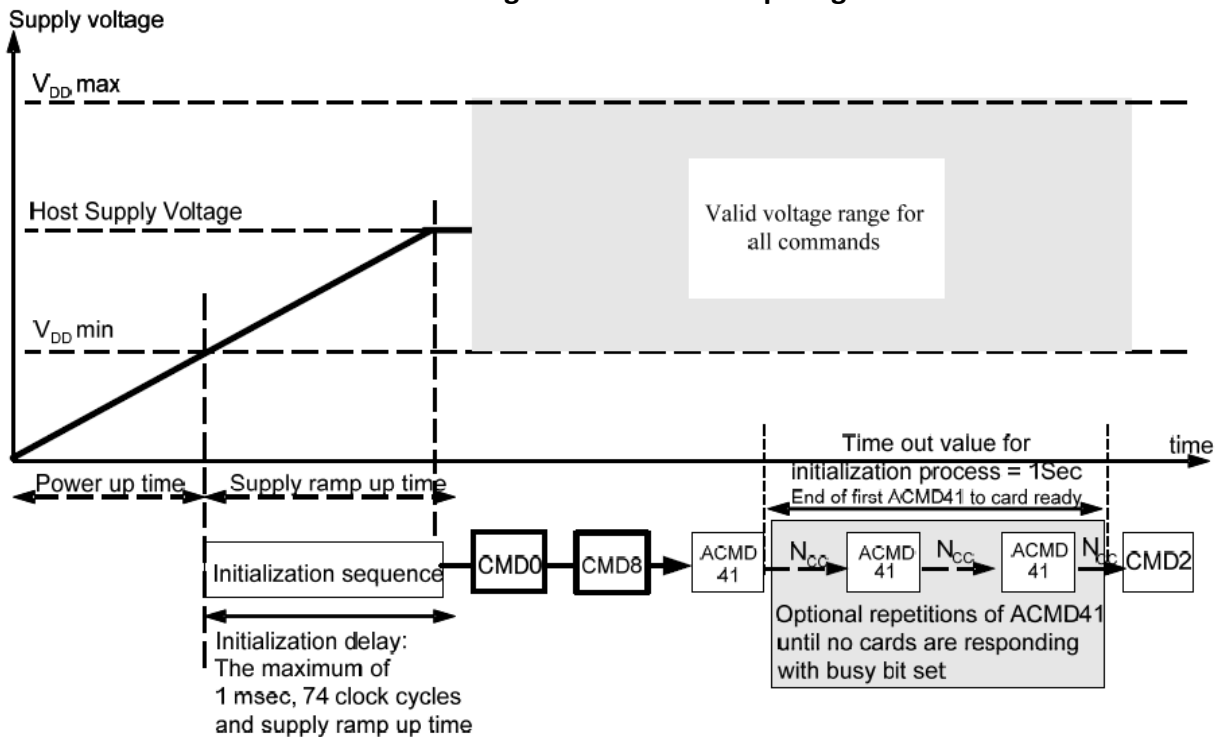 Supply voltage
V_DD max
Host Supply Voltage
Valid voltage range for
all commands
V_DD min
Time out value for
time
initialization process = 1Sec
End of first ACMD41 to card ready
Power up time
Supply ramp up time
Initialization sequence
CMD0
CMD8
ACMD
41
N_CC
ACMD
41
N_CC
ACMD
41
N_CC
CMD2
Optional repetitions of ACMD41
until no cards are responding
with busy bit set
Initialization delay:
The maximum of
1 msec, 74 clock cycles
and supply ramp up time